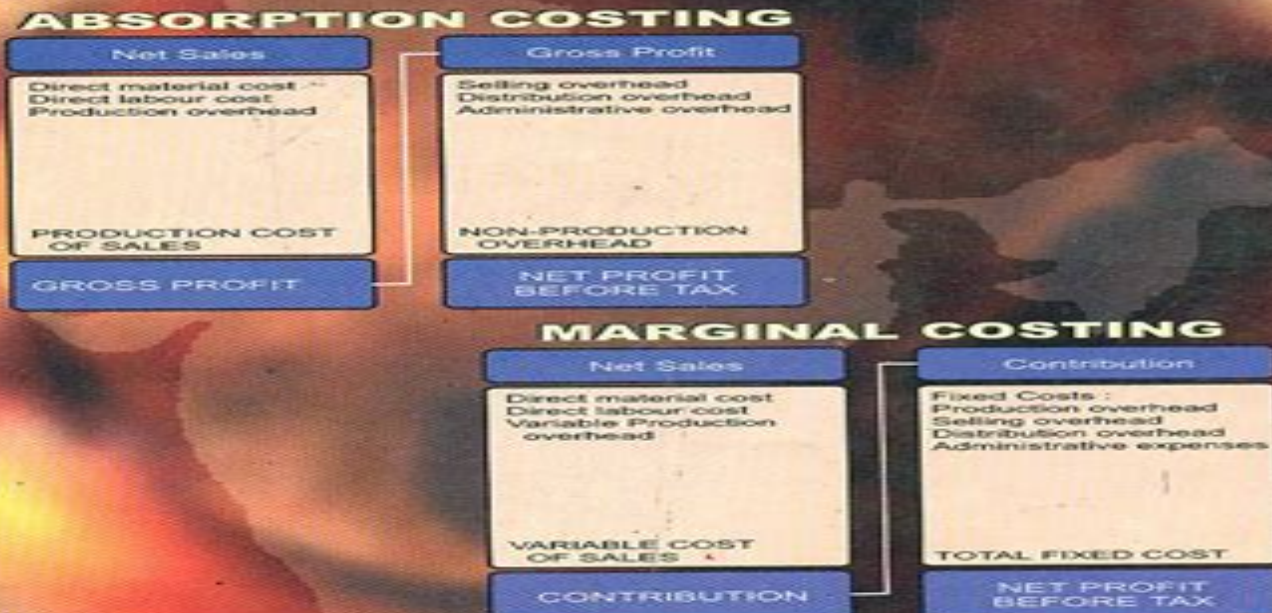 ABSORPTION COSTING
Net Sales
Direct material cost
Direct labour cost
Production overhead
PRODUCTION COST
OF SALES
GROSS PROFIT
Gross Profit
Selling overhead
Distribution overhead
Administrative overhead
NON-PRODUCTION
OVERHEAD
NET PROFIT
BEFORE TAX
MARGINAL COSTING
Net Sales
Direct material cost
Direct labour cost
Variable Production
overhead
VARIABLE COST
OF SALES
CONTRIBUTION
Contribution
Fixed Costs :
Production overhead
Selling overhead
Distribution overhead
Administrative expenses
TOTAL FIXED COST
NET PROFIT
BEFORE TAX